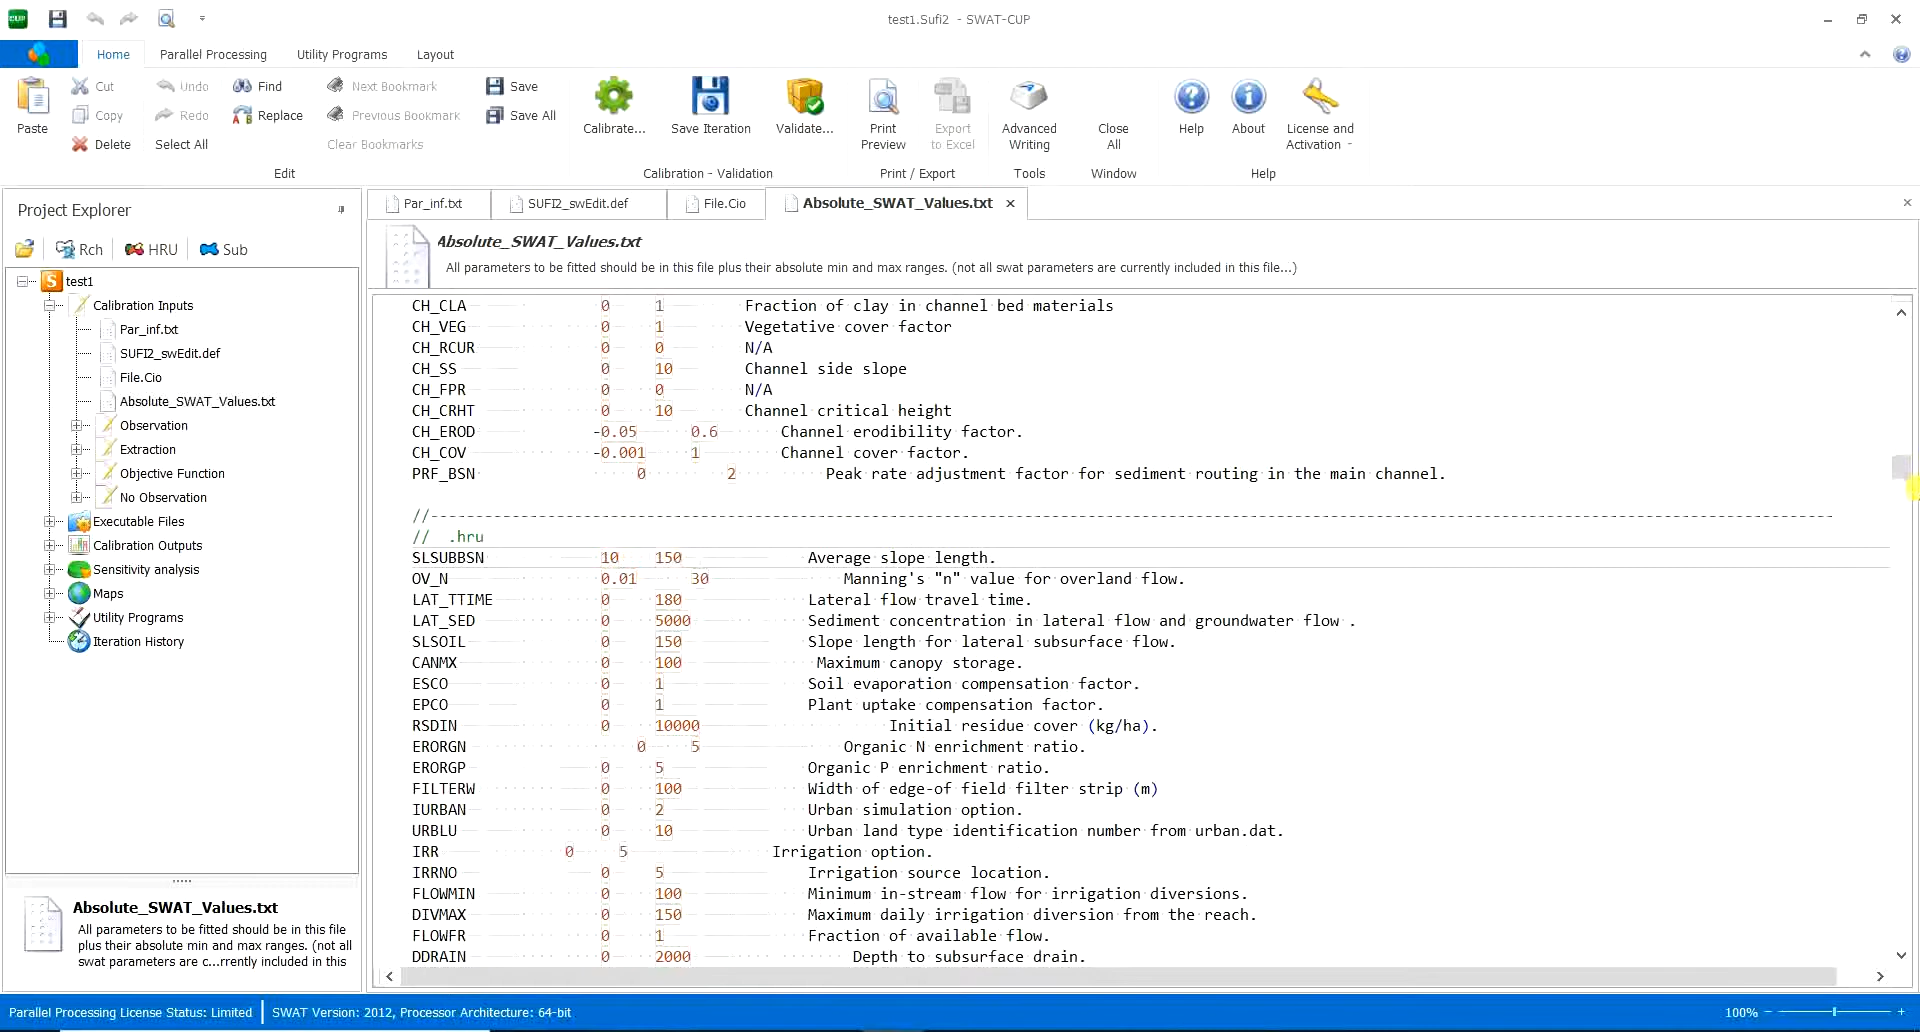 test1.Sufi2 - SWAT-CUP
Home
Parallel Processing
Utility Programs
Layout
Paste
Cut
Copy
Delete
Undo
Redo
Select All
Find
Replace
Next Bookmark
Previous Bookmark
Clear Bookmarks
Save
Save All
Edit
Calibrate...
Save Iteration
Validate...
Calibration - Validation
Print
Preview
Export
to Excel
Print / Export
Advanced
Writing
Tools
Close
All
Window
Help
About
License and
Activation
Help
Project Explorer
Rch
HRU
Sub
test1
Calibration Inputs
Par_inf.txt
SUFI2_swEdit.def
File.Cio
Absolute_SWAT_Values.txt
Observation
Extraction
Objective Function
No Observation
Executable Files
Calibration Outputs
Sensitivity analysis
Maps
Utility Programs
Iteration History
Absolute_SWAT_Values.txt
All parameters to be fitted should be in this file
plus their absolute min and max ranges. (not all
swat parameters are c...rrently included in this
Par_inf.txt
SUFI2_swEdit.def
File.Cio
Absolute_SWAT_Values.txt
Absolute_SWAT_Values.txt
All parameters to be fitted should be in this file plus their absolute min and max ranges. (not all swat parameters are currently included in this file...)
CH_CLA 0 1 Fraction of clay in channel bed materials
CH_VEG 0 1 Vegetative cover factor
CH_RCUR 0 0 N/A
CH_SS 0 10 Channel side slope
CH_FPR 0 0 N/A
CH_CRHT 0 10 Channel critical height
CH_EROD -0.05 0.6 Channel erodibility factor.
CH_COV -0.001 1 Channel cover factor.
PRF_BSN 0 2 Peak rate adjustment factor for sediment routing in the main channel.
//------------------------------------------------------------
// .hru
SLSUBBSN 10 150 Average slope length.
OV_N 0.01 30 Manning's "n" value for overland flow.
LAT_TTIME 0 180 Lateral flow travel time.
LAT_SED 0 5000 Sediment concentration in lateral flow and groundwater flow .
SLSOIL 0 150 Slope length for lateral subsurface flow.
CANMX 0 100 Maximum canopy storage.
ESCO 0 1 Soil evaporation compensation factor.
EPCO 0 1 Plant uptake compensation factor.
RSDIN 0 10000 Initial residue cover (kg/ha).
ERORGN 0 5 Organic N enrichment ratio.
ERORGP 0 5 Organic P enrichment ratio.
FILTERW 0 100 Width of edge-of field filter strip (m)
IURBAN 0 2 Urban simulation option.
URBLU 0 10 Urban land type identification number from urban.dat.
IRR 0 5 Irrigation option.
IRRNO 0 5 Irrigation source location.
FLOWMIN 0 100 Minimum in-stream flow for irrigation diversions.
DIVMAX 0 150 Maximum daily irrigation diversion from the reach.
FLOWFR 0 1 Fraction of available flow.
DDRAIN 0 2000 Depth to subsurface drain.
Parallel Processing License Status: Limited
SWAT Version: 2012, Processor Architecture: 64-bit
100%